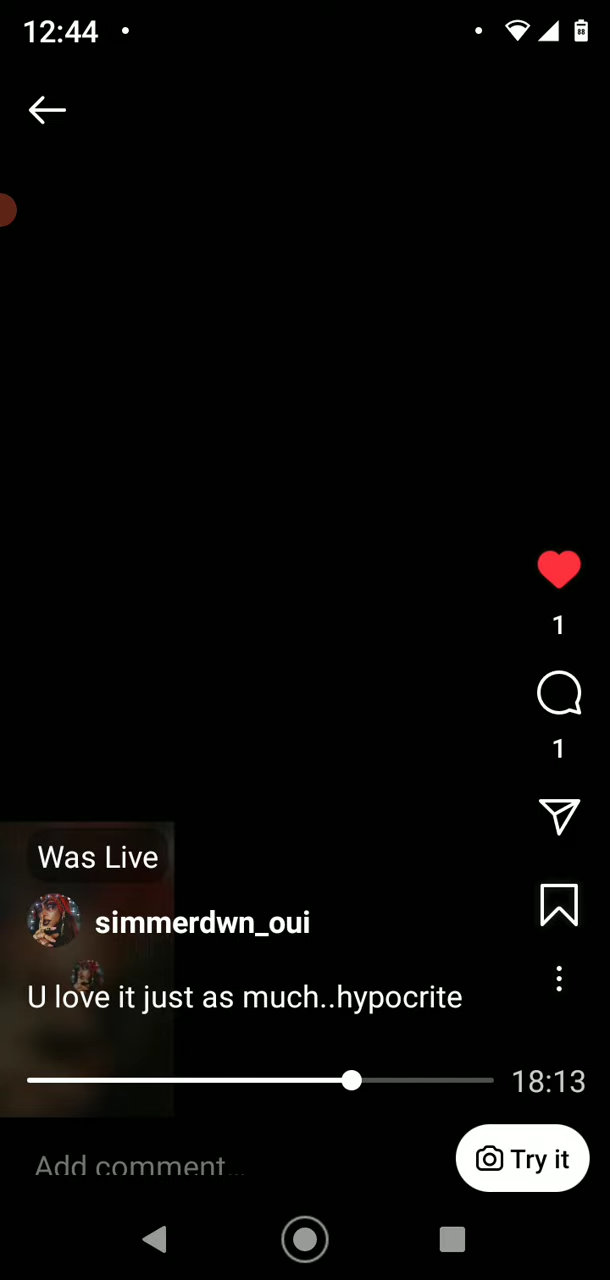 12:44
88
1
1
Was Live
simmerdwn_oui
U love it just as much..hypocrite
18:13
Add comment...
Try it